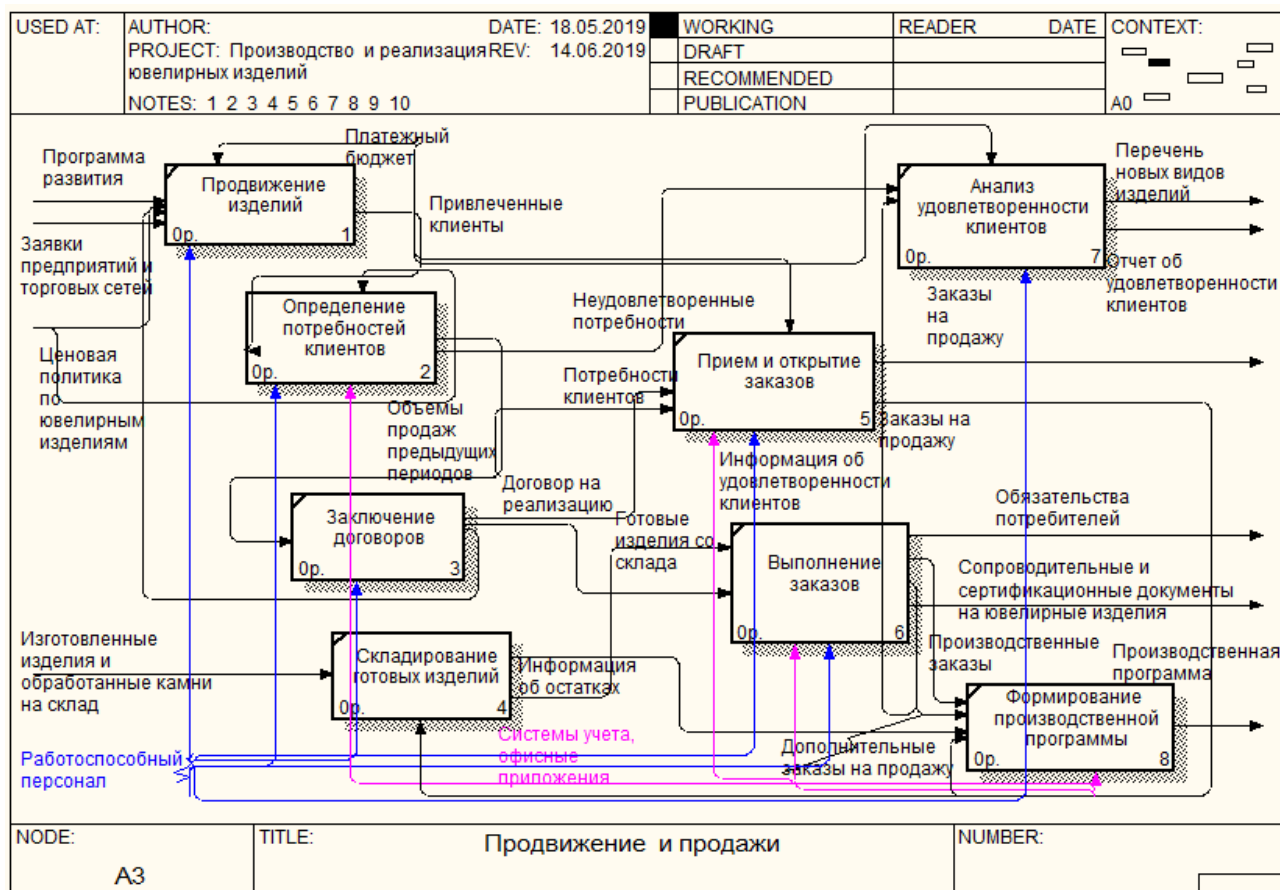 USED AT:
AUTHOR:
DATE: 18.05.2019
PROJECT: Производство и реализация
REV: 14.06.2019
ювелирных изделий
NOTES: 1 2 3 4 5 6 7 8 9 10
WORKING
DRAFT
RECOMMENDED
PUBLICATION
READER
DATE
CONTEXT:
A0
Программа
развития
Платежный
бюджет
Продвижение
изделий
0р.
1
Привлеченные
клиенты
Анализ
удовлетворенности
клиентов
0р.
7
Перечень
новых видов
изделий
Заявки
предприятий и
торговых сетей
Отчет об
удовлетворенности
клиентов
Определение
потребностей
клиентов
0р.
2
Неудовлетворенные
потребности
Заказы
на
продажу
Ценовая
политика
по
ювелирным
изделиям
Прием и открытие
заказов
0р.
5
Потребности
клиентов
Объемы
продаж
предыдущих
периодов
Заказы на
продажу
Информация об
удовлетворенности
клиентов
Договор на
реализацию
Заключение
договоров
0р.
3
Готовые
изделия со
склада
Обязательства
потребителей
Выполнение
заказов
0р.
6
Сопроводительные и
сертификационные документы
на ювелирные изделия
Изготовленные
изделия и
обработанные камни
на склад
Складирование
готовых изделий
0р.
4
Информация
об остатках
Производственные
заказы
Производственная
программа
Формирование
производственной
программы
0р.
8
Системы учета,
офисные
приложения
Дополнительные
заказы на продажу
Работоспособный
персонал
NODE:
A3
TITLE:
Продвижение и продажи
NUMBER: